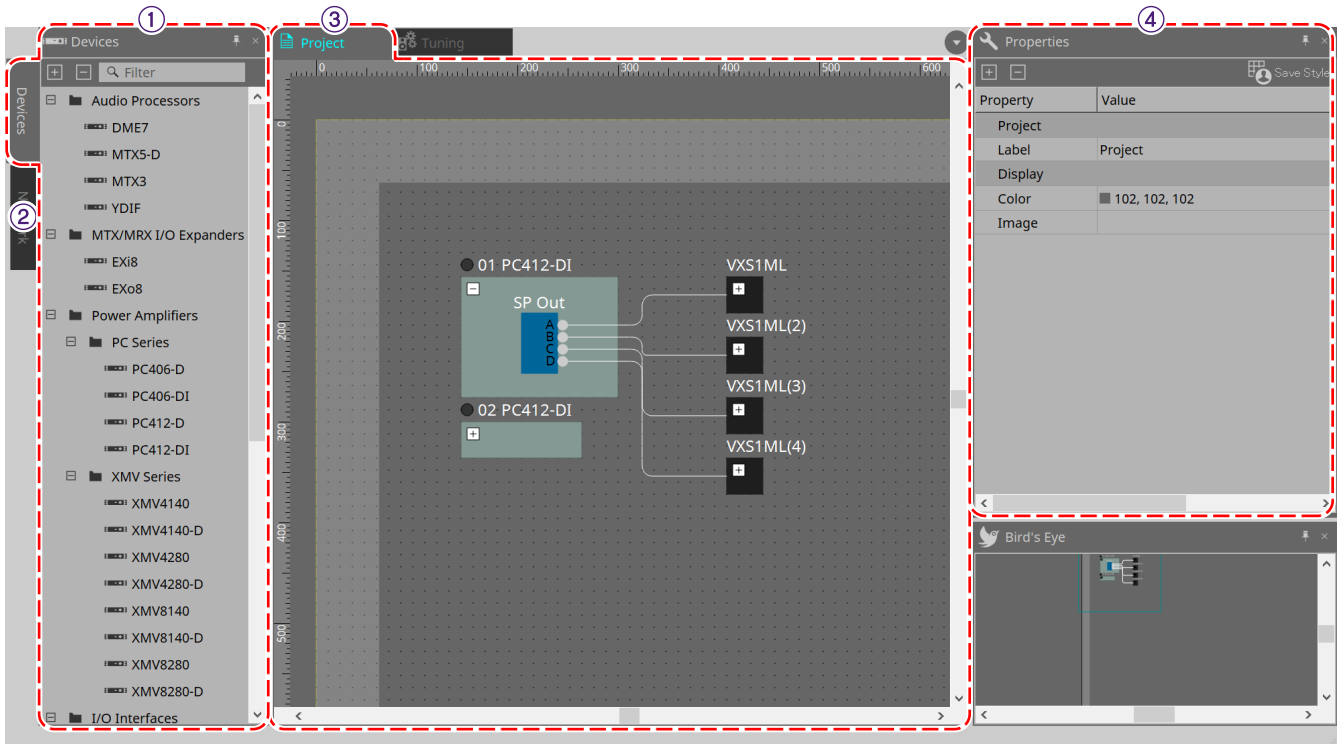 ①
③
④
Devices
Project
Tuning
Properties
Filter
Save Style
Devices
②
Property Value
Project
Label Project
Display
Color 102, 102, 102
Image
Audio Processors
DME7
MTX5-D
MTX3
YDIF
MTX/MRX I/O Expanders
EXi8
EXo8
Power Amplifiers
PC Series
PC406-D
PC406-DI
PC412-D
PC412-DI
XMV Series
XMV4140
XMV4140-D
XMV4280
XMV4280-D
XMV8140
XMV8140-D
XMV8280
XMV8280-D
I/O Interfaces
0 100 200 300 400 500 600
0
100
200
300
400
500
01 PC412-DI
SP Out
A
B
C
D
02 PC412-DI
VXS1ML
VXS1ML(2)
VXS1ML(3)
VXS1ML(4)
Bird's Eye